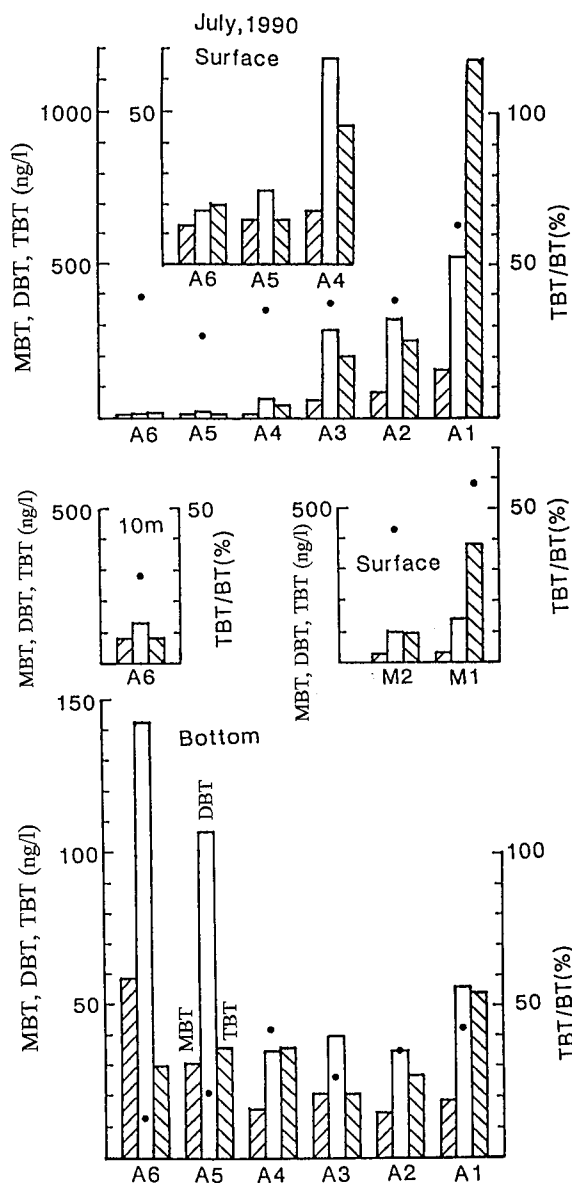 July,1990
Surface
1000
500
MBT, DBT, TBT (ng/l)
50
A6 A5 A4
100
50
TBT/BT(%)
A6 A5 A4 A3 A2 A1
500
10m
MBT, DBT, TBT (ng/l)
50
TBT/BT(%)
A6
500
Surface
MBT, DBT, TBT (ng/l)
50
TBT/BT(%)
M2 M1
150
100
50
MBT, DBT, TBT (ng/l)
Bottom
MBT
DBT
TBT
100
50
TBT/BT(%)
A6 A5 A4 A3 A2 A1